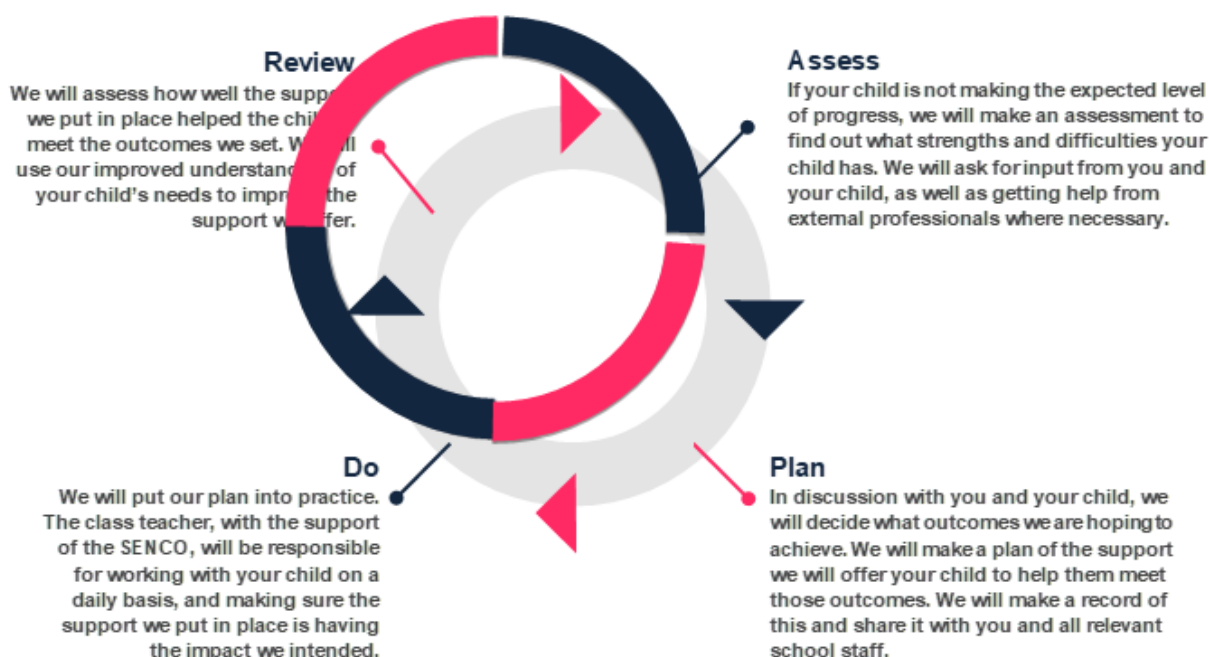 Review
We will assess how well the
we put in place helped the
meet the outcomes we set.
use our improved of
your child's needs to the
support
Assess
If your child is not making the expected level
of progress, we will make an assessment to
find out what strengths and difficulties your
child has. We will ask for input from you and
your child, as well as getting help from
external professionals where necessary.
Do
We will put our plan into practice.
The class teacher, with the support
of the SENCO, will be responsible
for working with your child on a
daily basis, and making sure the
support we put in place is having
the impact we intended.
Plan
In discussion with you and your child, we
will decide what outcomes we are hoping to
achieve. We will make a plan of the support
we will offer your child to help them meet
those outcomes. We will make a record of
this and share it with you and all relevant
school staff.